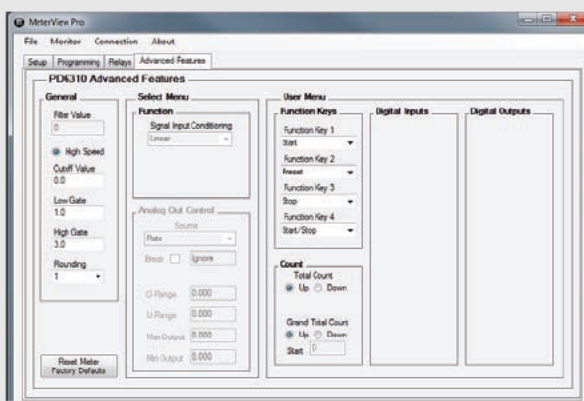 MeterView Pro
File Monitor Connection About
Setup Programming Relays Advanced Features
PD6310 Advanced Features
General
Filter Value
0
High Speed
Cutoff Value
0.0
Low Gate
1.0
High Gate
3.0
Rounding
1
Reset Meter
Factory Defaults
Select Menu
Function
Signal Input Conditioning
Linear
Analog Out Control
Source
Rate
Break Ignore
O-Range 0.000
U-Range 0.000
Max Output 0.000
Min Output 0.000
User Menu
Function Keys
Function Key 1
Start
Function Key 2
Preset
Function Key 3
Stop
Function Key 4
Start/Stop
Count
Total Count
Up Down
Grand Total Count
Up Down
Start 0
Digital Inputs
Digital Outputs